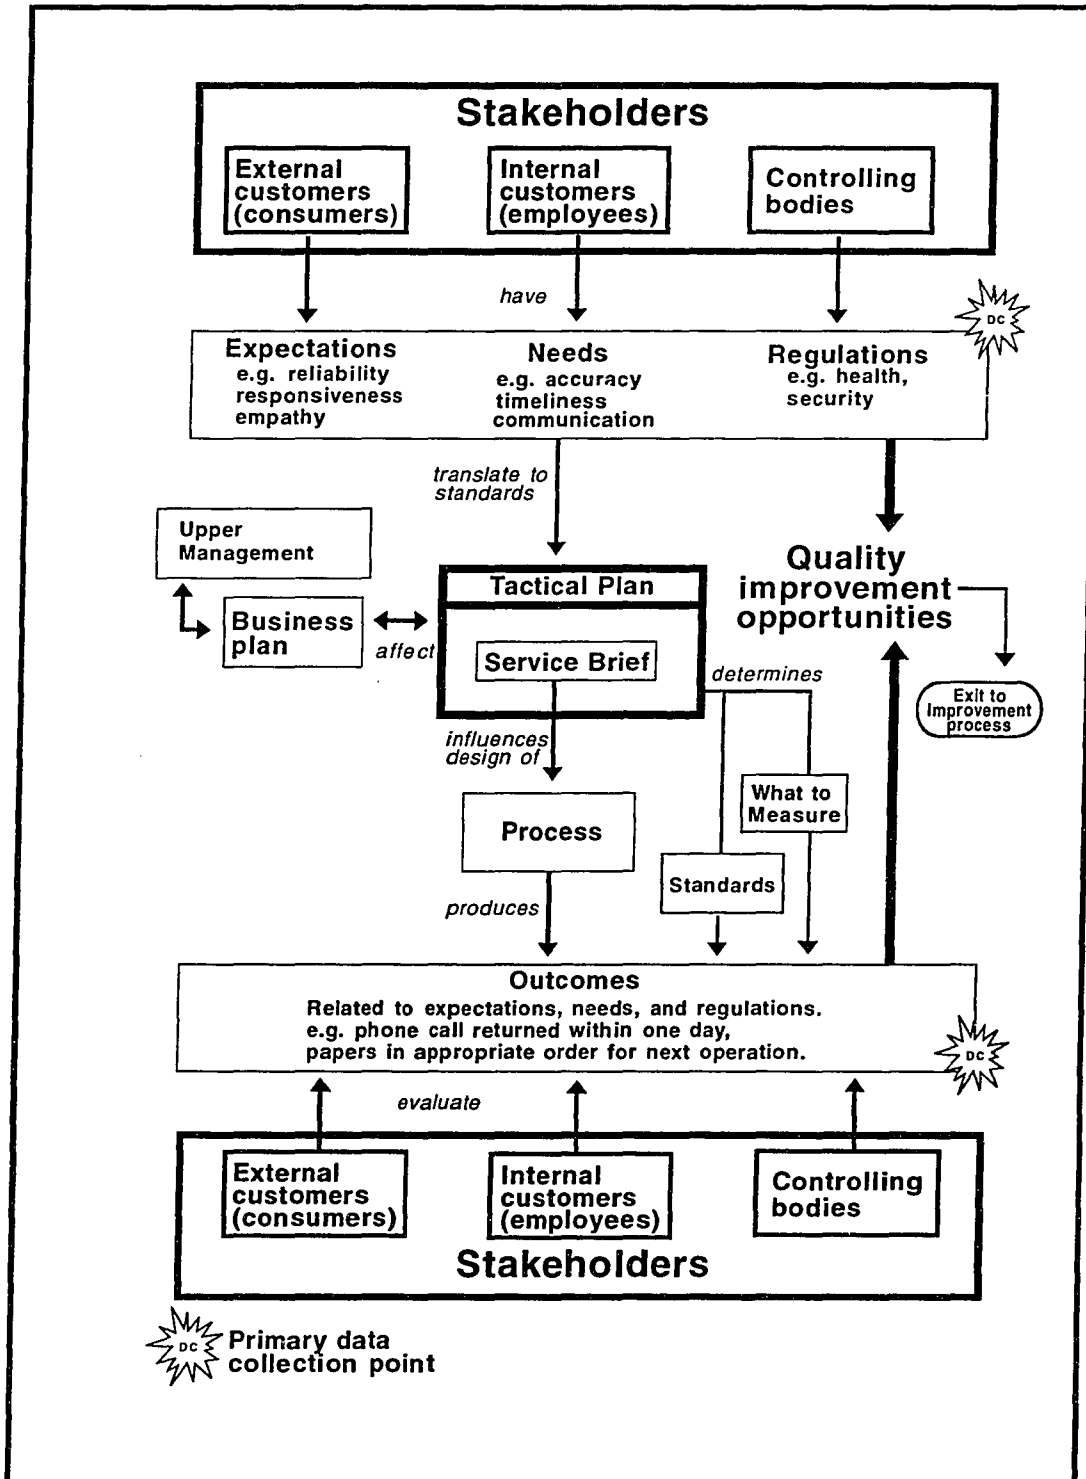 Stakeholders
External
customers
(consumers)
Internal
customers
(employees)
Controlling
bodies
have
DC
Expectations
e.g. reliability
responsiveness
empathy
Needs
e.g. accuracy
timeliness
communication
Regulations
e.g. health,
security
translate to
standards
Upper
Management
Business
plan
affect
Tactical Plan
Service Brief
Quality
improvement
opportunities
Exit to
Improvement
process
determines
influences
design of
What to
Measure
Process
Standards
produces
Outcomes
Related to expectations, needs, and regulations.
e.g. phone call returned within one day,
papers in appropriate order for next operation.
DC
evaluate
External
customers
(consumers)
Internal
customers
(employees)
Controlling
bodies
Stakeholders
DC
Primary data
collection point